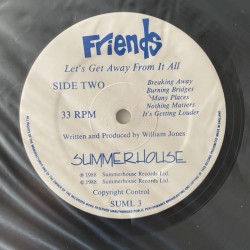 Friends
Let's Get Away From It All
SIDE TWO
33 RPM
Breaking Away
Burning Bridges
Many Places
Nothing Matters
It's Getting Louder
Written and Produced by William Jones
SUMMERHOUSE
℗ 1988 Summerhouse Records Ltd.
© 1988 Summerhouse Records Ltd.
Copyright Control
SUML 3